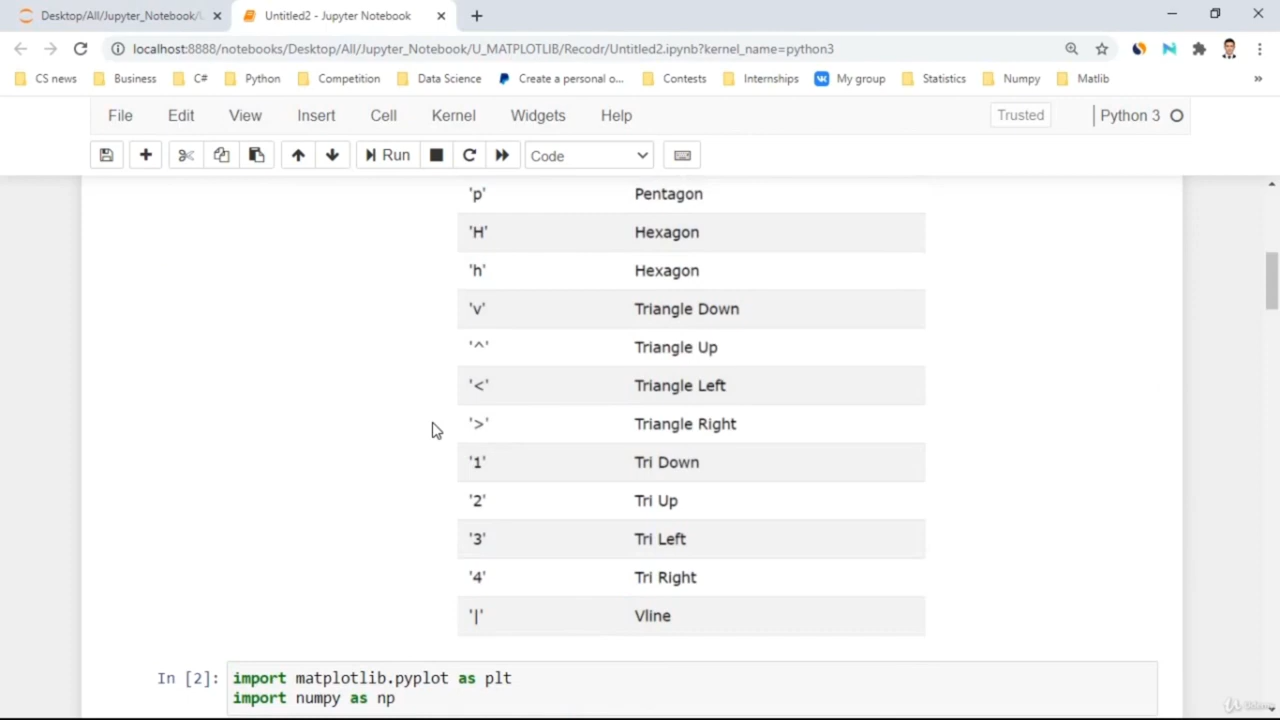 Desktop/All/Jupyter_Notebook/
Untitled2 - Jupyter Notebook
localhost:8888/notebooks/Desktop/All/Jupyter_Notebook/U_MATPLOTLIB/Recodr/Untitled2.ipynb?kernel_name=python3
CS news Business C# Python Competition Data Science Create a personal o... Contests Internships My group Statistics Numpy Matlib »
File Edit View Insert Cell Kernel Widgets Help Trusted Python 3
Run Code
'p' Pentagon
'H' Hexagon
'h' Hexagon
'v' Triangle Down
'^' Triangle Up
'<' Triangle Left
'>' Triangle Right
'1' Tri Down
'2' Tri Up
'3' Tri Left
'4' Tri Right
'|' Vline
In [2]: import matplotlib.pyplot as plt
import numpy as np